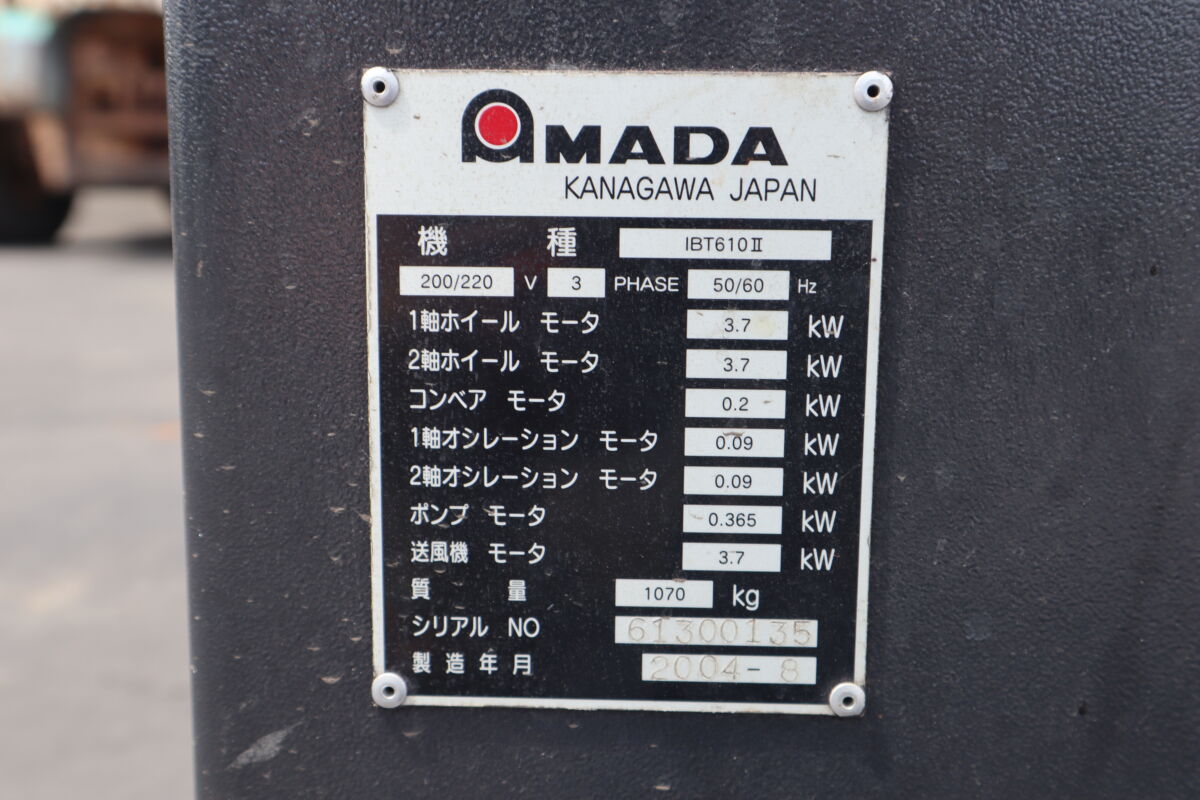 AMADA
KANAGAWA JAPAN
機 種 IBT610Ⅱ
200/220 V 3 PHASE 50/60 Hz
1軸ホイール モータ 3.7 kW
2軸ホイール モータ 3.7 kW
コンベア モータ 0.2 kW
1軸オシレーション モータ 0.09 kW
2軸オシレーション モータ 0.09 kW
ポンプ モータ 0.365 kW
送風機 モータ 3.7 kW
質 量 1070 kg
シリアル NO 61300135
製造年月 2004-8